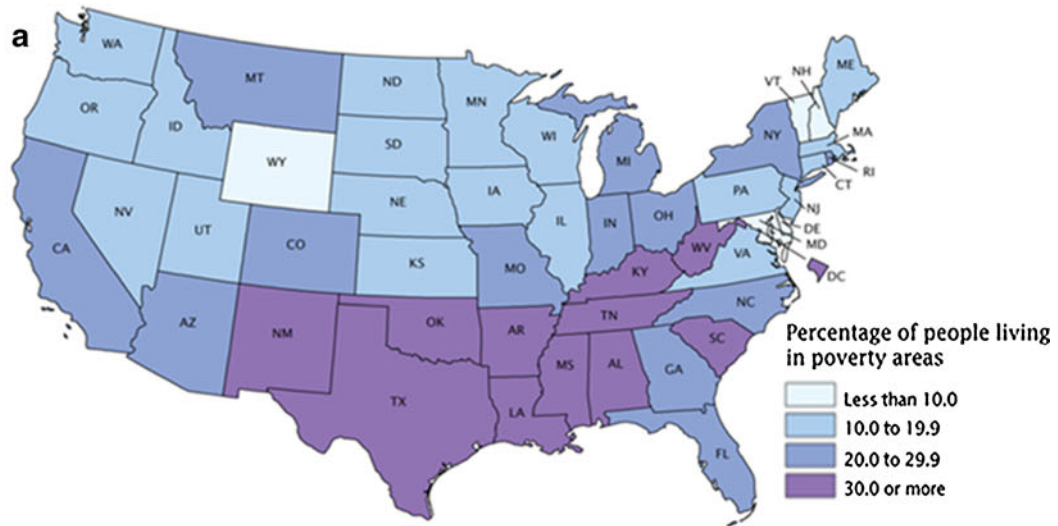 a
WA
MT
ND
MN
OR
ID
WY
SD
WI
MI
NY
VT
NH
ME
MA
RI
CT
NV
UT
CO
NE
IA
IL
IN
OH
PA
NJ
DE
MD
DC
CA
KS
MO
KY
WV
VA
AZ
NM
OK
AR
TN
NC
SC
TX
LA
MS
AL
GA
FL
Percentage of people living
in poverty areas
Less than 10.0
10.0 to 19.9
20.0 to 29.9
30.0 or more